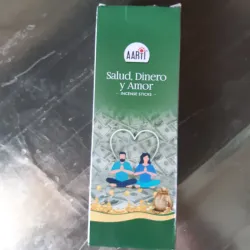 AARTI
Salud, Dinero
y Amor
- INCENSE STICKS -